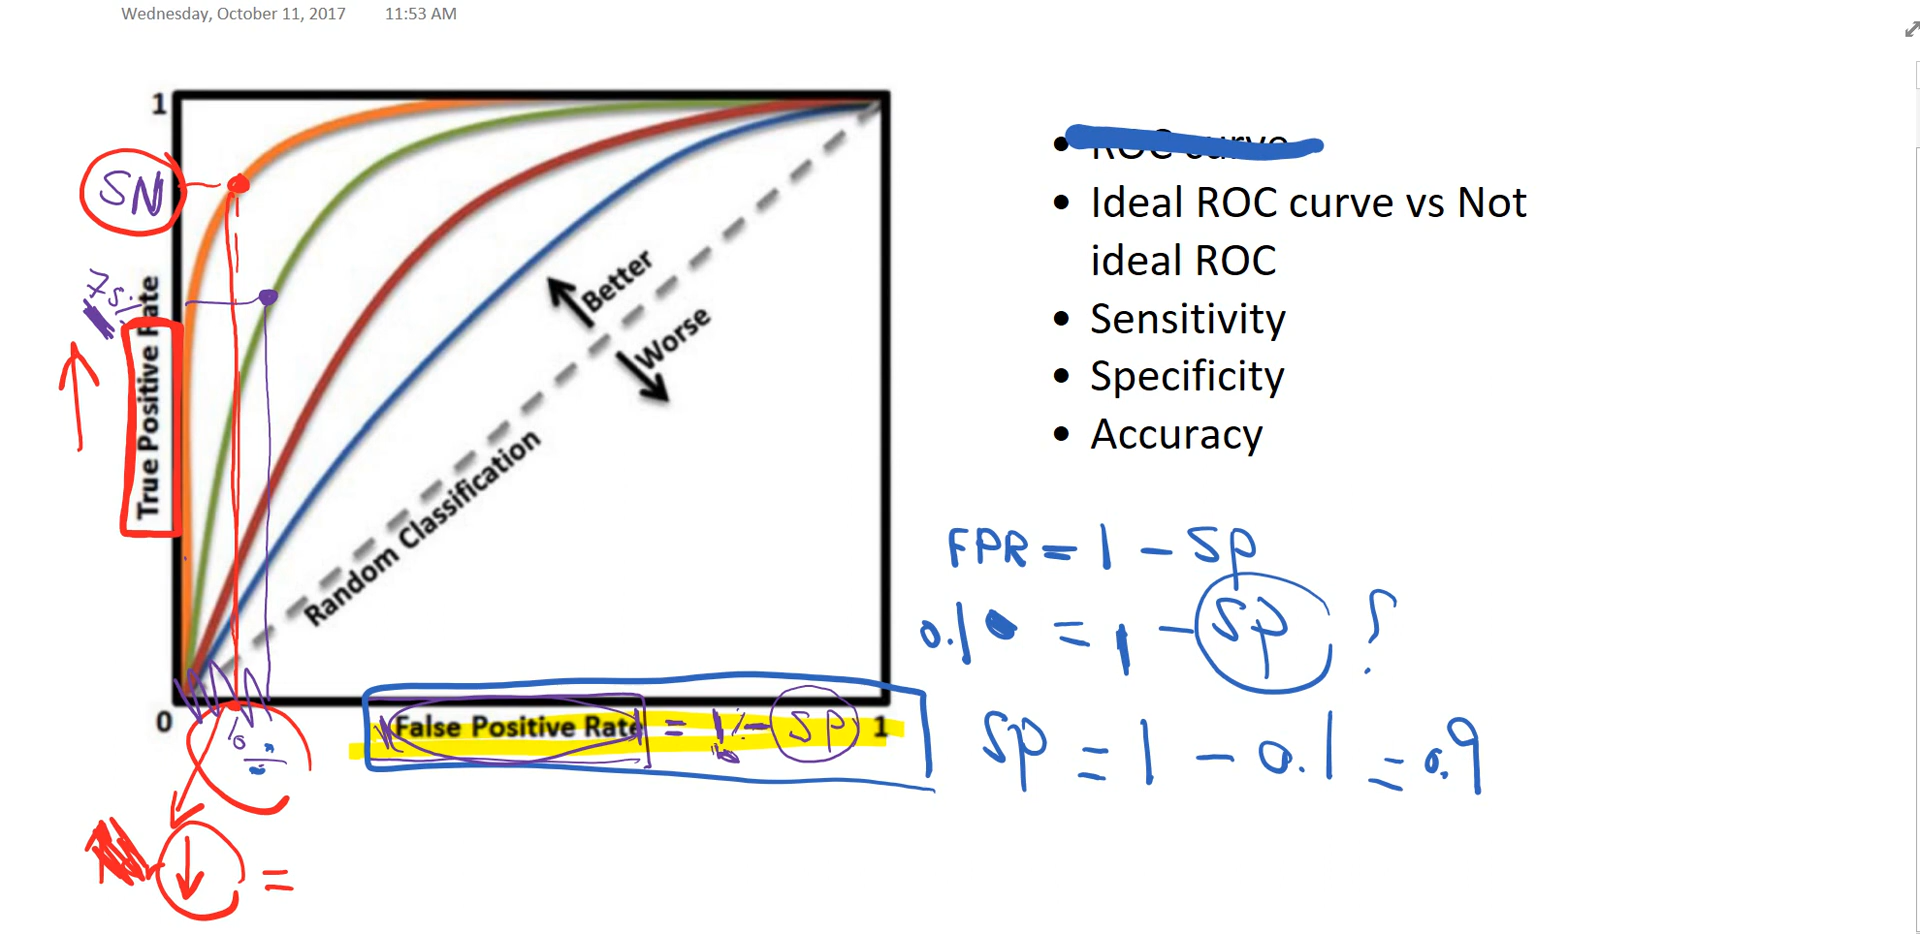 Wednesday, October 11, 2017 11:53 AM
1
SN
True Positive Rate
Better
Worse
Random Classification
0
False Positive Rate = 1 - SP
1
• ROC curve
• Ideal ROC curve vs Not
ideal ROC
• Sensitivity
• Specificity
• Accuracy
FPR = 1 - SP
0.1 = 1 - SP ?
SP = 1 - 0.1 = 0.9
↓ =